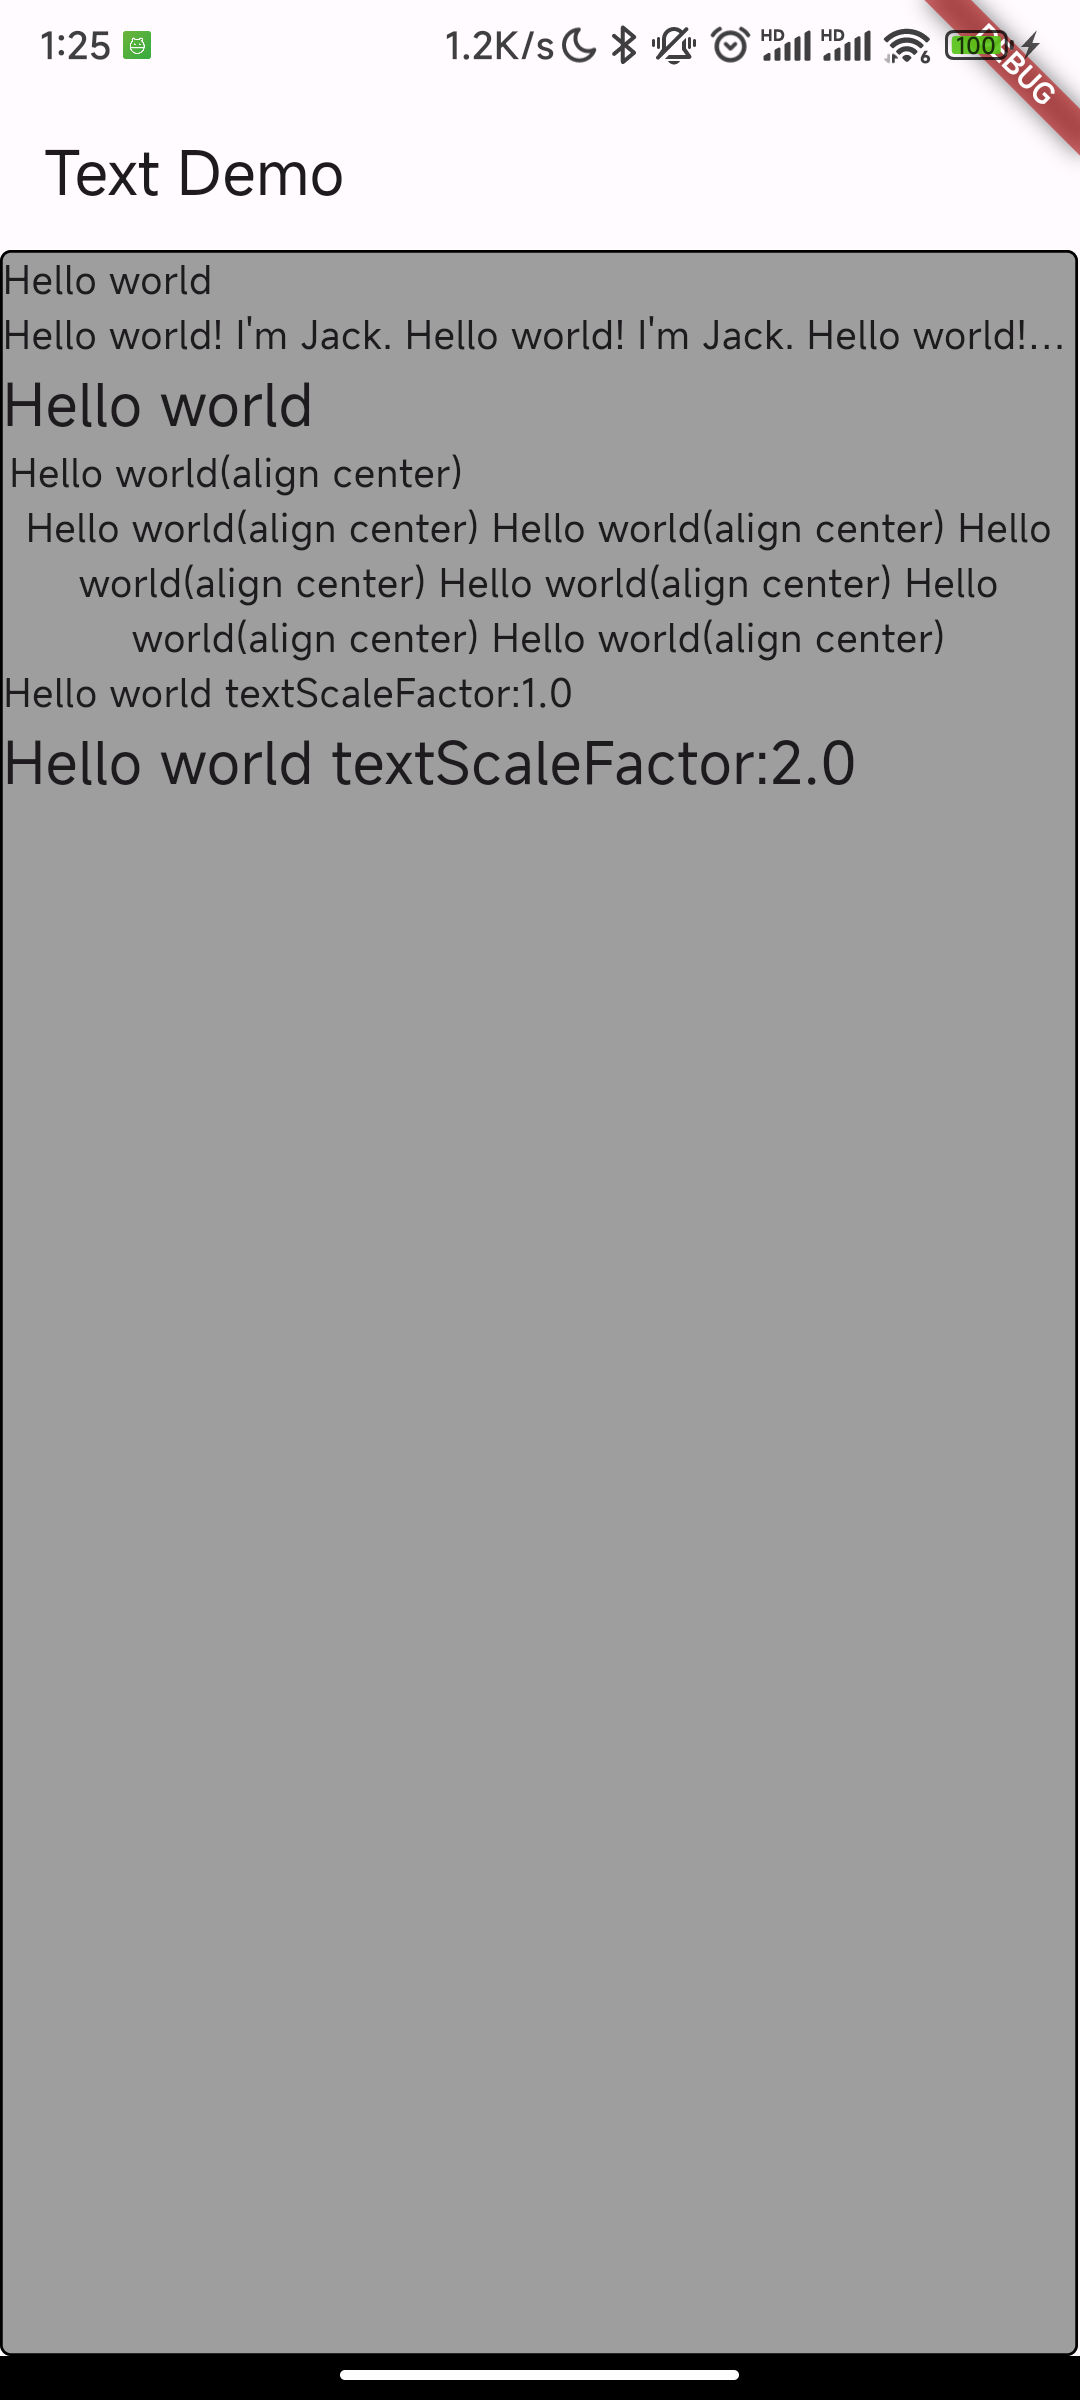 1:25
1.2K/s HD HD 6 100
DEBUG
Text Demo
Hello world
Hello world! I'm Jack. Hello world! I'm Jack. Hello world!...
Hello world
Hello world(align center)
Hello world(align center) Hello world(align center) Hello
world(align center) Hello world(align center) Hello
world(align center) Hello world(align center)
Hello world textScaleFactor:1.0
Hello world textScaleFactor:2.0